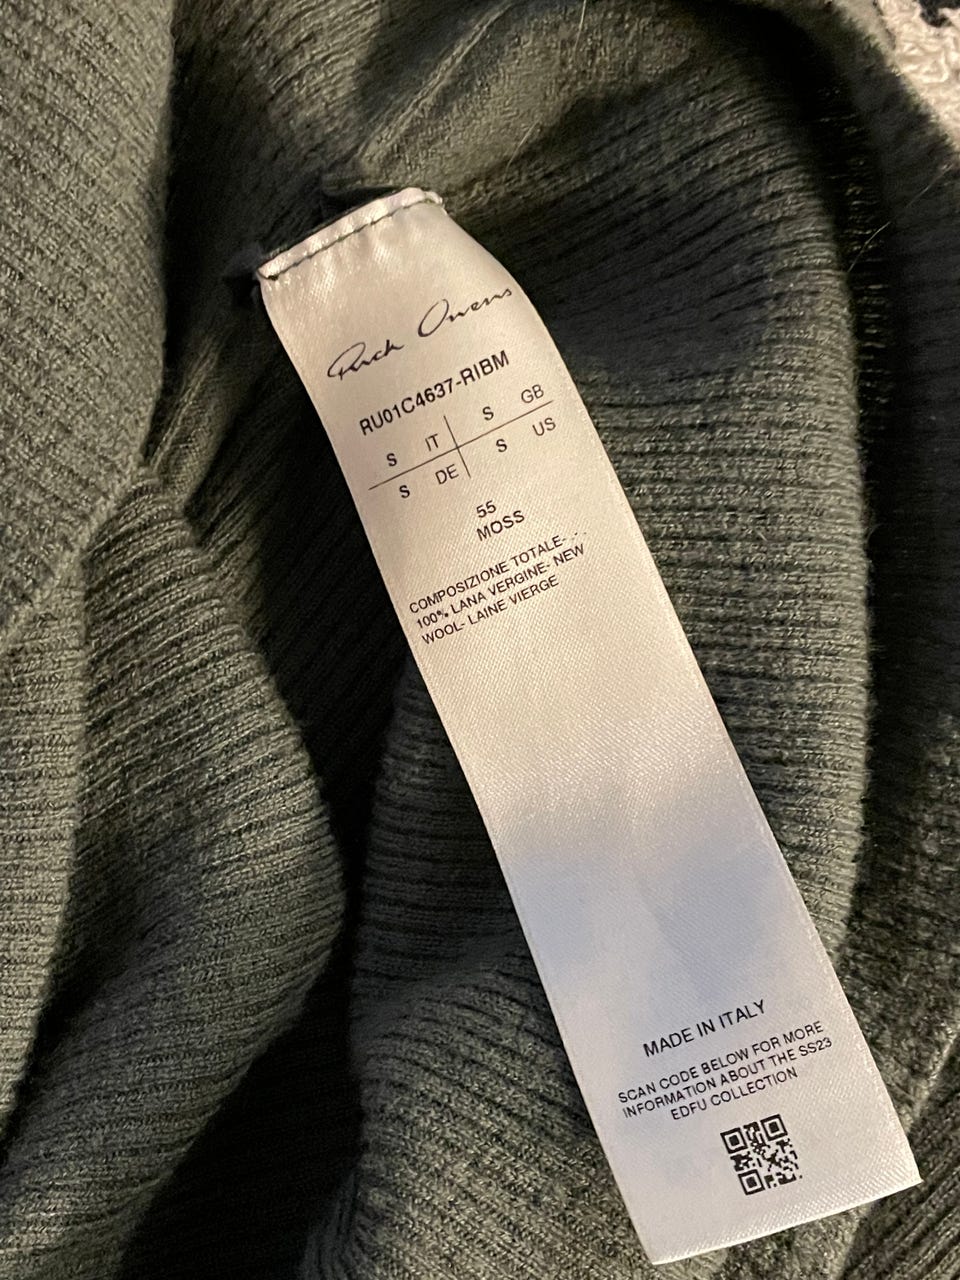 Rick Owens
RU01C4637-RIBM
S IT S GB
S DE S US
55
MOSS
COMPOSIZIONE TOTALE-
100% LANA VERGINE- NEW
WOOL- LAINE VIERGE
MADE IN ITALY
SCAN CODE BELOW FOR MORE
INFORMATION ABOUT THE SS23
EDFU COLLECTION